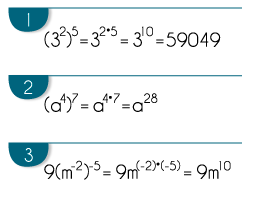 1
(3²)⁵=3²•⁵=3¹⁰=59049
2
(a⁴)⁷=a⁴•⁷=a²⁸
3
9(m⁻²)⁻⁵=9m⁽⁻²⁾•⁽⁻⁵⁾=9m¹⁰